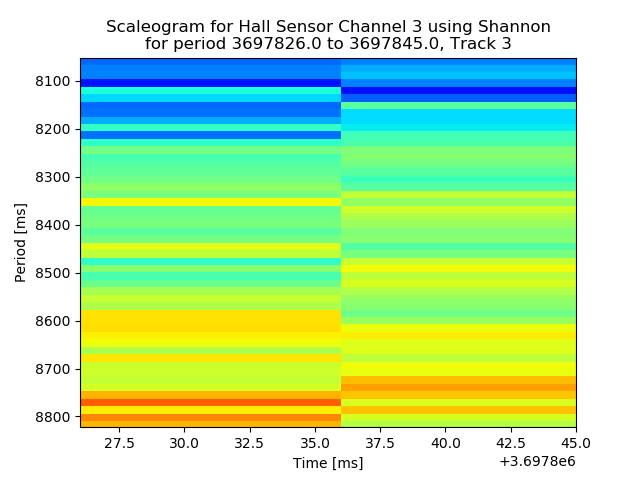 Scaleogram for Hall Sensor Channel 3 using Shannon
for period 3697826.0 to 3697845.0, Track 3
Period [ms]
8100
8200
8300
8400
8500
8600
8700
8800
27.5 30.0 32.5 35.0 37.5 40.0 42.5 45.0
Time [ms]
+3.6978e6